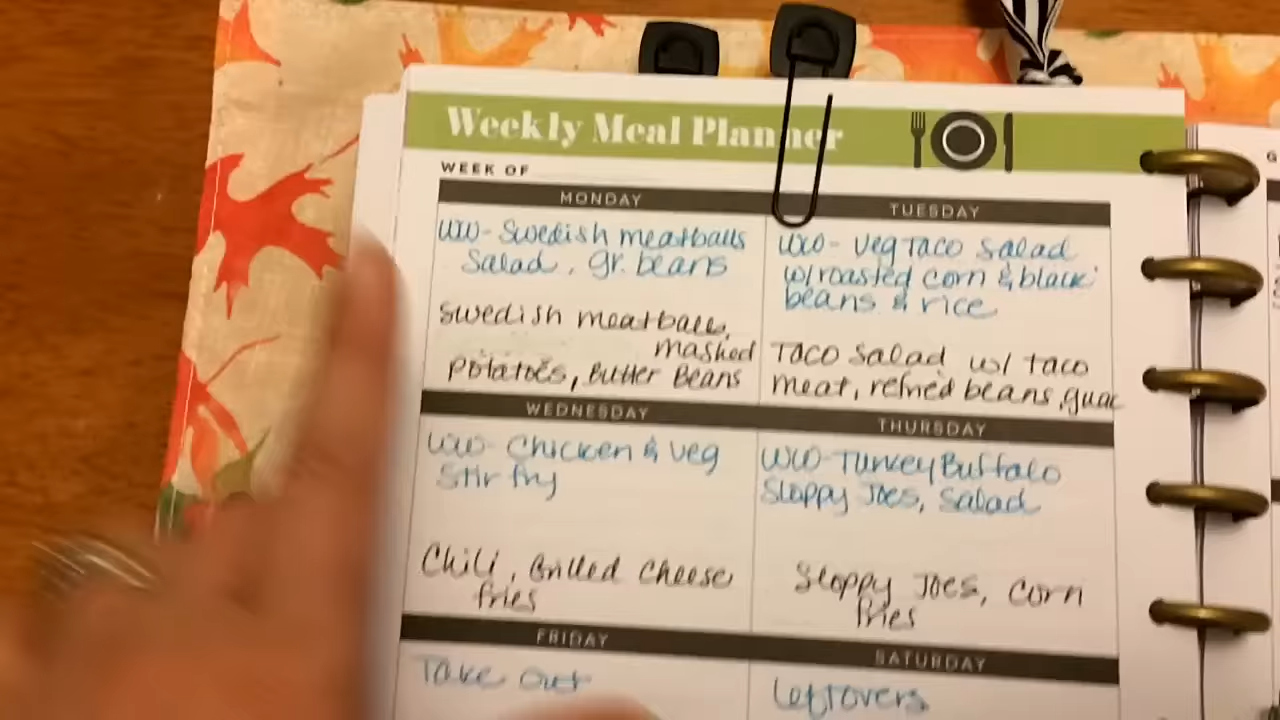 Weekly Meal Planner
WEEK OF
MONDAY
WW- Swedish meatballs
Salad, gr. beans
Swedish meatballs,
mashed
potatoes, Butter Beans
TUESDAY
WW- Veg Taco Salad
w/roasted corn & black
beans & rice
Taco Salad w/ taco
meat, refried beans, guac
WEDNESDAY
WW- Chicken & Veg
Stir fry
Chili, Grilled Cheese
fries
THURSDAY
WW-Turkey Buffalo
Sloppy Joes, Salad
Sloppy Joes, Corn
fries
FRIDAY
Take Out
SATURDAY
Leftovers